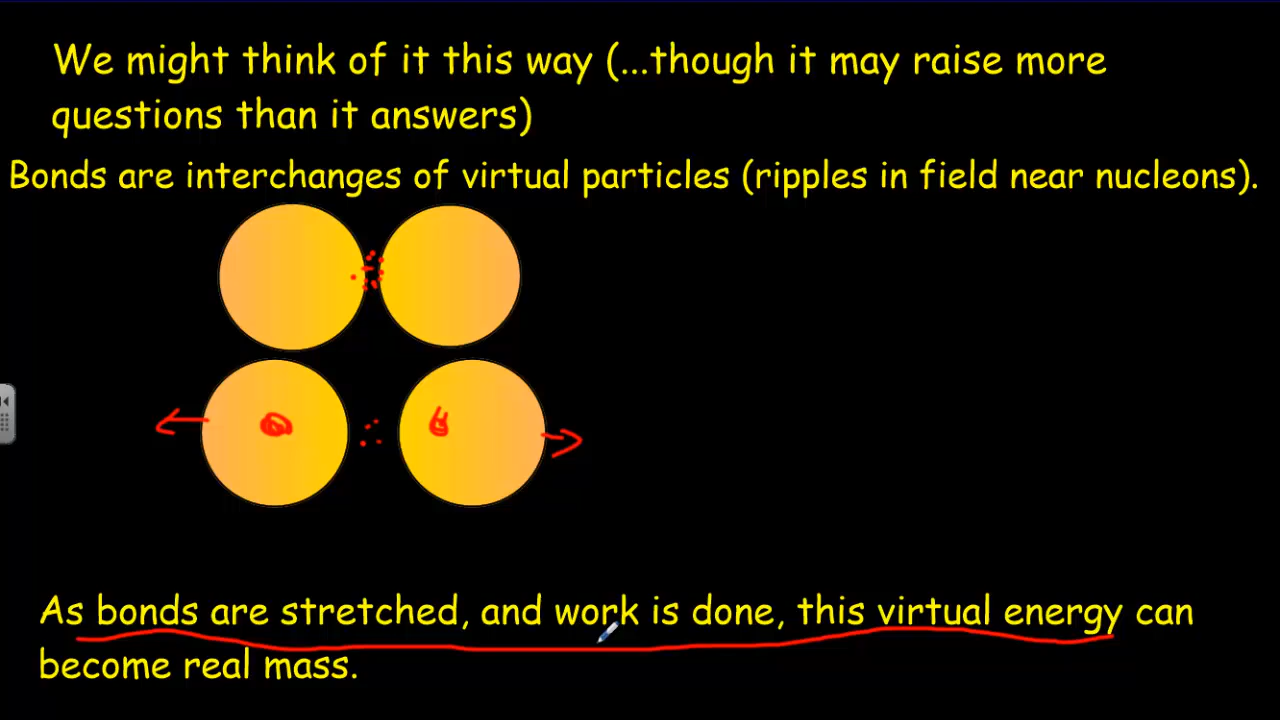 We might think of it this way (...though it may raise more
questions than it answers)
Bonds are interchanges of virtual particles (ripples in field near nucleons).
As bonds are stretched, and work is done, this virtual energy can
become real mass.